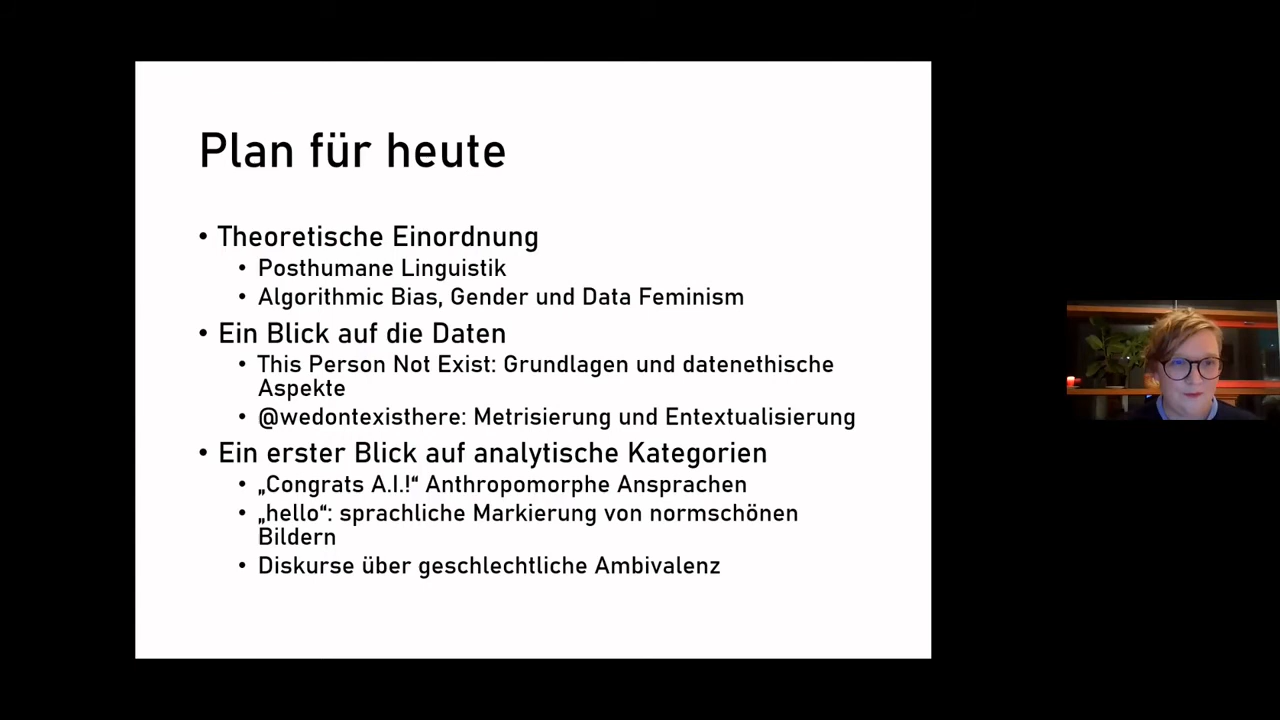 Plan für heute
• Theoretische Einordnung
• Posthumane Linguistik
• Algorithmic Bias, Gender und Data Feminism
• Ein Blick auf die Daten
• This Person Not Exist: Grundlagen und datenethische
Aspekte
• @wedontexisthere: Metrisierung und Entextualisierung
• Ein erster Blick auf analytische Kategorien
• „Congrats A.I.!“ Anthropomorphe Ansprachen
• „hello“: sprachliche Markierung von normschönen
Bildern
• Diskurse über geschlechtliche Ambivalenz